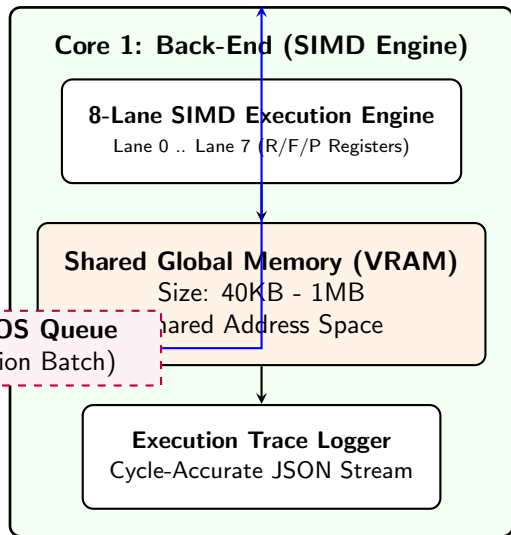 Core 1: Back-End (SIMD Engine)
8-Lane SIMD Execution Engine
Lane 0 .. Lane 7 (R/F/P Registers)
Shared Global Memory (VRAM)
Size: 40KB - 1MB
hared Address Space
OS Queue
ion Batch)
Execution Trace Logger
Cycle-Accurate JSON Stream